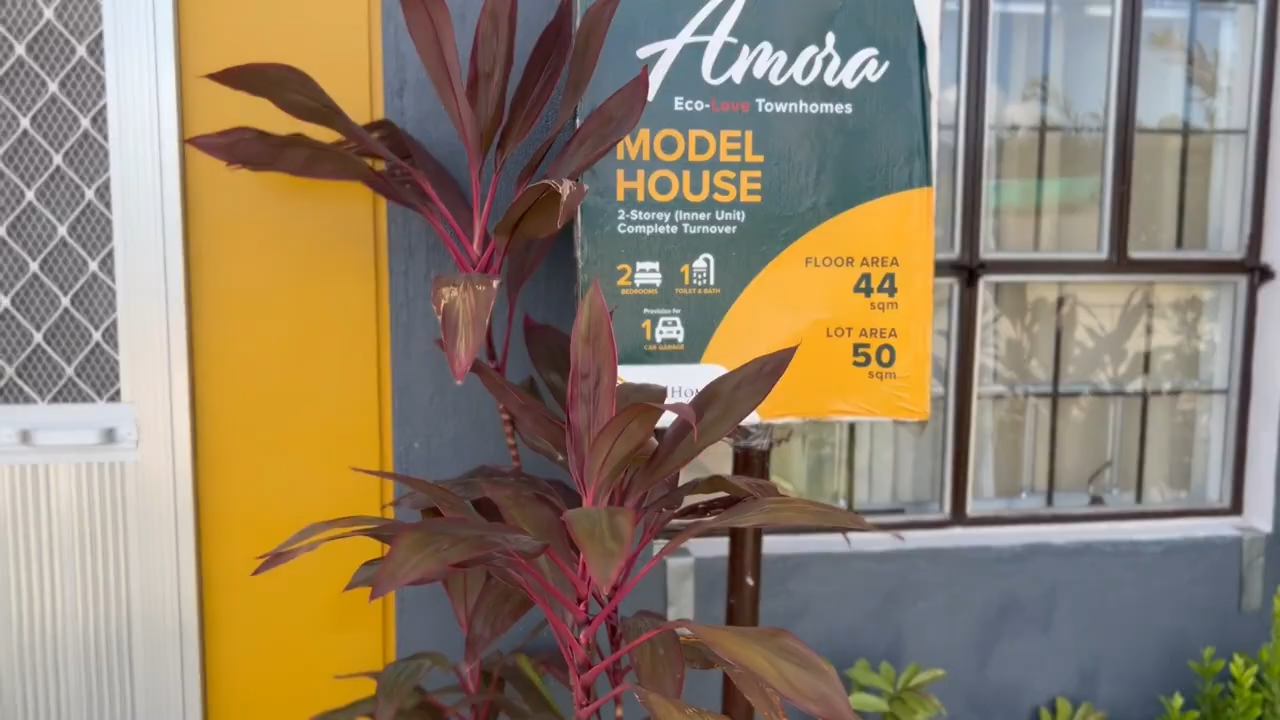 Amora
Eco-Love Townhomes
MODEL
HOUSE
2-Storey (Inner Unit)
Complete Turnover
2
BEDROOMS
1
TOILET & BATH
Provision for
1
CAR GARAGE
FLOOR AREA
44
sqm
LOT AREA
50
sqm